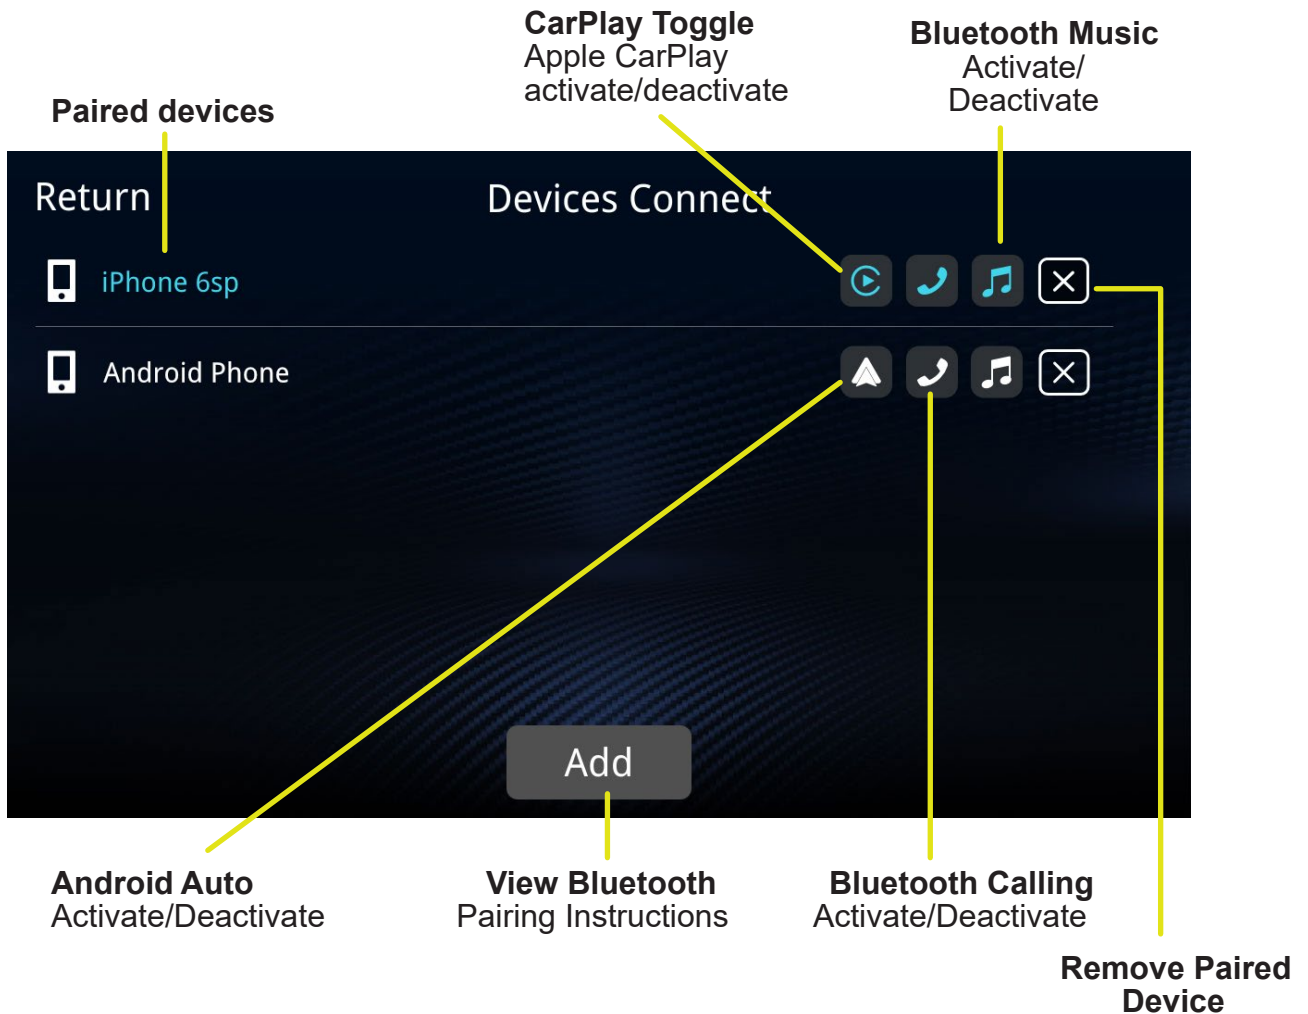 CarPlay Toggle
Apple CarPlay
activate/deactivate
Bluetooth Music
Activate/
Deactivate
Paired devices
Return
Devices Connect
iPhone 6sp
Android Phone
Add
Android Auto
Activate/Deactivate
View Bluetooth
Pairing Instructions
Bluetooth Calling
Activate/Deactivate
Remove Paired
Device